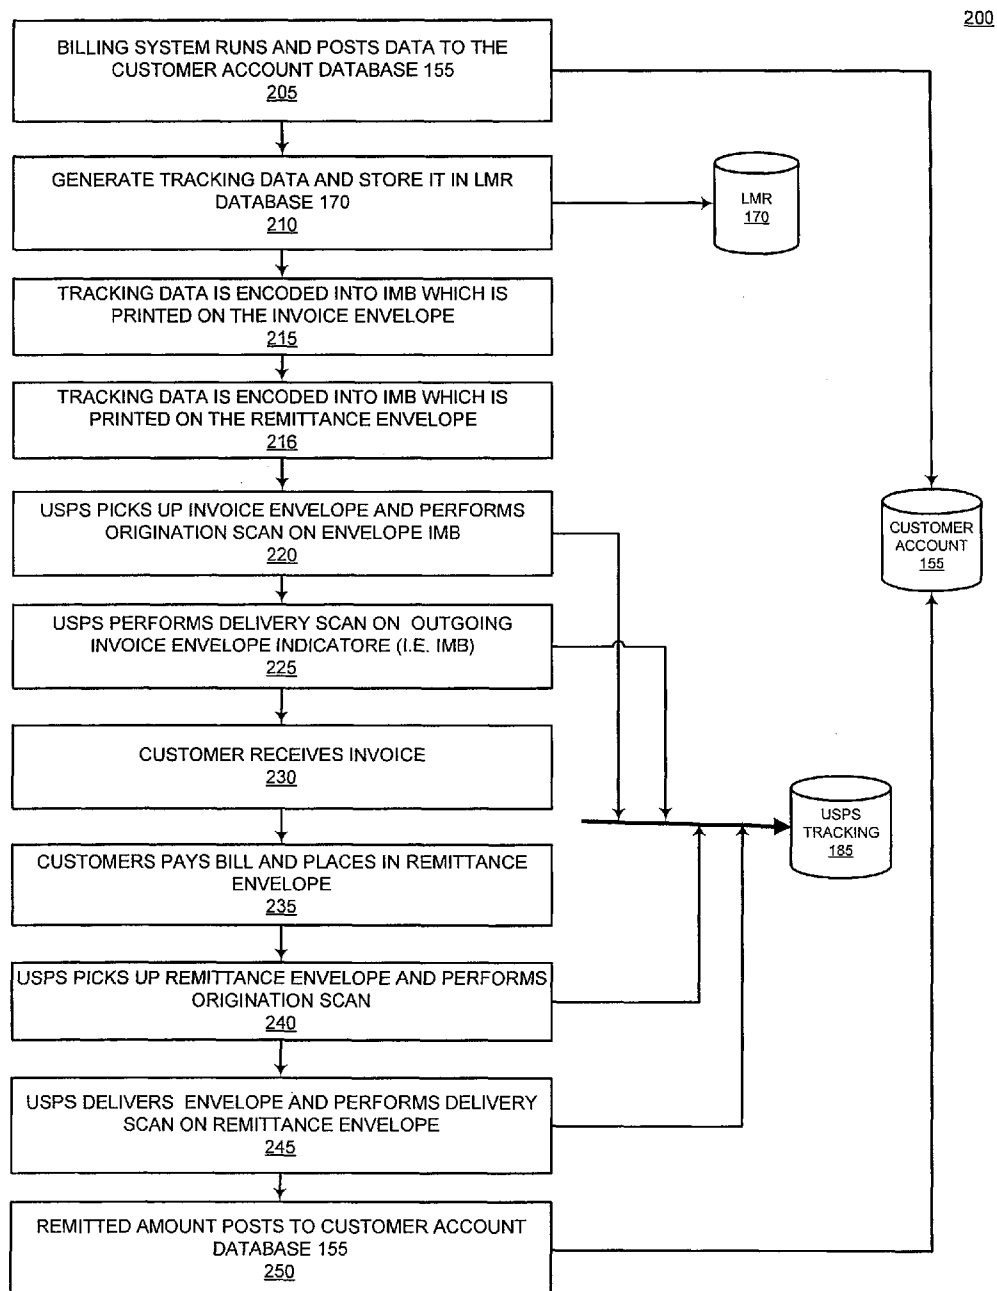 200
BILLING SYSTEM RUNS AND POSTS DATA TO THE
CUSTOMER ACCOUNT DATABASE 155
205
GENERATE TRACKING DATA AND STORE IT IN LMR
DATABASE 170
210
LMR
170
TRACKING DATA IS ENCODED INTO IMB WHICH IS
PRINTED ON THE INVOICE ENVELOPE
215
TRACKING DATA IS ENCODED INTO IMB WHICH IS
PRINTED ON THE REMITTANCE ENVELOPE
216
USPS PICKS UP INVOICE ENVELOPE AND PERFORMS
ORIGINATION SCAN ON ENVELOPE IMB
220
CUSTOMER
ACCOUNT
155
USPS PERFORMS DELIVERY SCAN ON OUTGOING
INVOICE ENVELOPE INDICATORE (I.E. IMB)
225
CUSTOMER RECEIVES INVOICE
230
USPS
TRACKING
185
CUSTOMERS PAYS BILL AND PLACES IN REMITTANCE
ENVELOPE
235
USPS PICKS UP REMITTANCE ENVELOPE AND PERFORMS
ORIGINATION SCAN
240
USPS DELIVERS ENVELOPE AND PERFORMS DELIVERY
SCAN ON REMITTANCE ENVELOPE
245
REMITTED AMOUNT POSTS TO CUSTOMER ACCOUNT
DATABASE 155
250